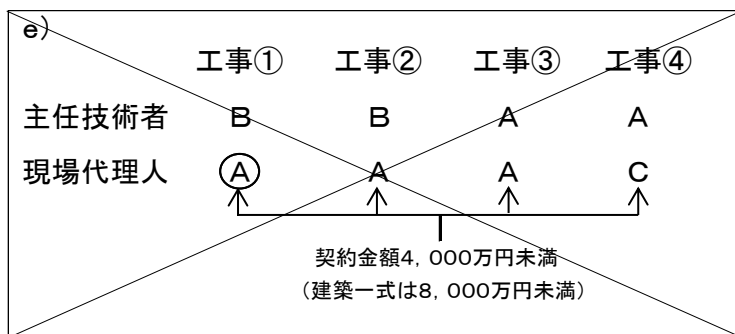 e)
工事① 工事② 工事③ 工事④
主任技術者 B B A A
現場代理人 A A A C
契約金額4，000万円未満
（建築一式は8，000万円未満）